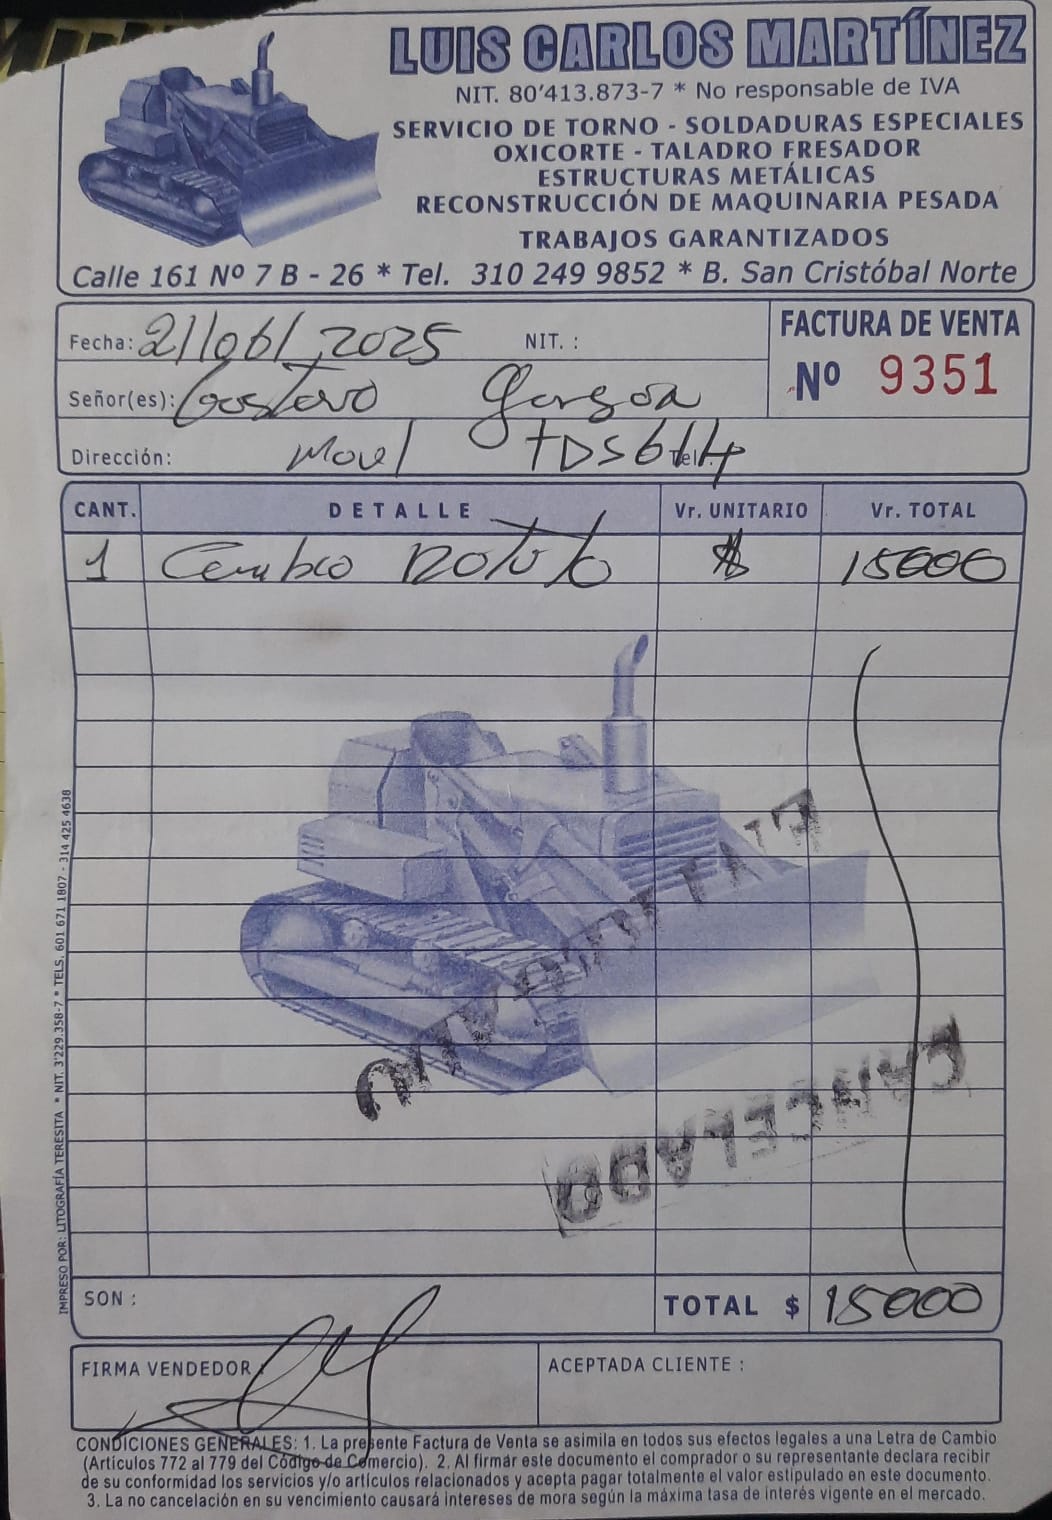 LUIS CARLOS MARTÍNEZ
NIT. 80'413.873-7 * No responsable de IVA
SERVICIO DE TORNO - SOLDADURAS ESPECIALES
OXICORTE - TALADRO FRESADOR
ESTRUCTURAS METÁLICAS
RECONSTRUCCIÓN DE MAQUINARIA PESADA
TRABAJOS GARANTIZADOS
Calle 161 Nº 7 B - 26 * Tel. 310 249 9852 * B. San Cristóbal Norte
Fecha: 21/06/2025 NIT. :
FACTURA DE VENTA
Nº 9351
Señor(es): Gustavo
Dirección: Movil TDS614 Tel.
CANT. DETALLE Vr. UNITARIO Vr. TOTAL
1 Cambio $ 15000
CANCELADO
SON : TOTAL $ 15000
FIRMA VENDEDOR ACEPTADA CLIENTE :
CONDICIONES GENERALES: 1. La presente Factura de Venta se asimila en todos sus efectos legales a una Letra de Cambio
(Artículos 772 al 779 del Código de Comercio). 2. Al firmár este documento el comprador o su representante declara recibir
de su conformidad los servicios y/o artículos relacionados y acepta pagar totalmente el valor estipulado en este documento.
3. La no cancelación en su vencimiento causará intereses de mora según la máxima tasa de interés vigente en el mercado.
IMPRESO POR: LITOGRAFÍA TERESITA * NIT. 3'229.358-7 * TELS. 601 671 1807 - 314 425 4638